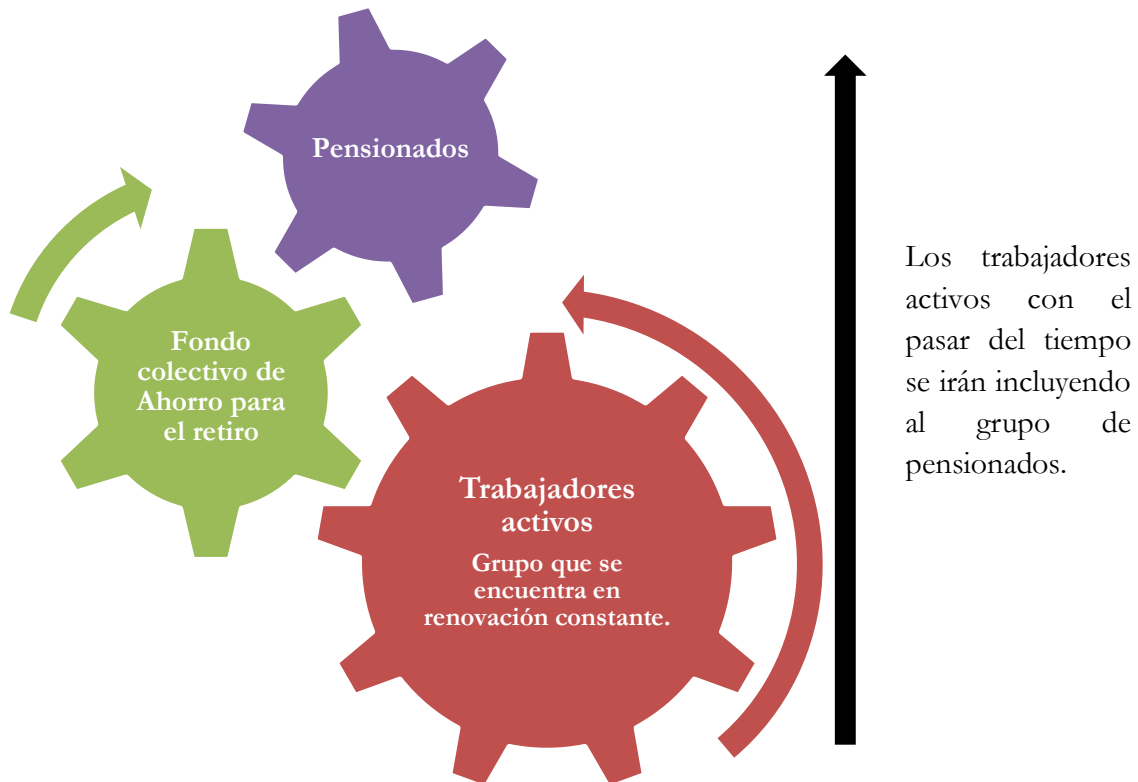 Pensionados
Fondo
colectivo de
Ahorro para
el retiro
Trabajadores
activos
Grupo que se
encuentra en
renovación constante.
Los trabajadores
activos con el
pasar del tiempo
se irán incluyendo
al grupo de
pensionados.